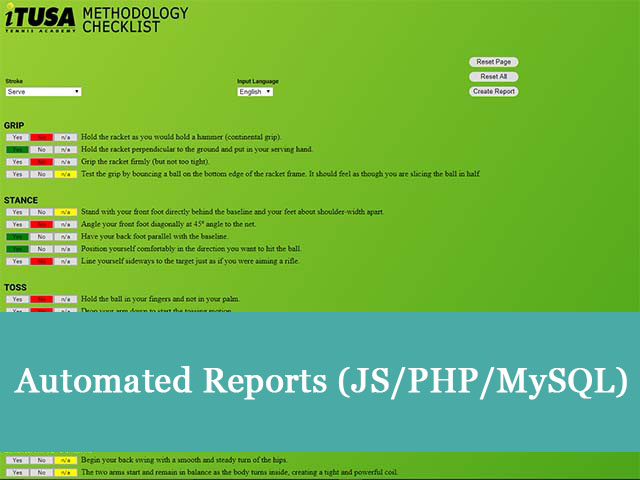 iTUSA METHODOLOGY
TENNIS ACADEMY CHECKLIST
Reset Page
Stroke Input Language Reset All
Serve English Create Report
GRIP
Yes No n/a Hold the racket as you would hold a hammer (continental grip).
Yes No n/a Hold the racket perpendicular to the ground and put in your serving hand.
Yes No n/a Grip the racket firmly (but not too tight).
Yes No n/a Test the grip by bouncing a ball on the bottom edge of the racket frame. It should feel as though you are slicing the ball in half.
STANCE
Yes No n/a Stand with your front foot directly behind the baseline and your feet about shoulder-width apart.
Yes No n/a Angle your front foot diagonally at 45° angle to the net.
Yes No n/a Have your back foot parallel with the baseline.
Yes No n/a Position yourself comfortably in the direction you want to hit the ball.
Yes No n/a Line yourself sideways to the target just as if you were aiming a rifle.
TOSS
Yes No n/a Hold the ball in your fingers and not in your palm.
Yes No n/a Drop your arm down to start the tossing motion.
Automated Reports (JS/PHP/MySQL)
Yes No n/a Begin your back swing with a smooth and steady turn of the hips.
Yes No n/a The two arms start and remain in balance as the body turns inside, creating a tight and powerful coil.